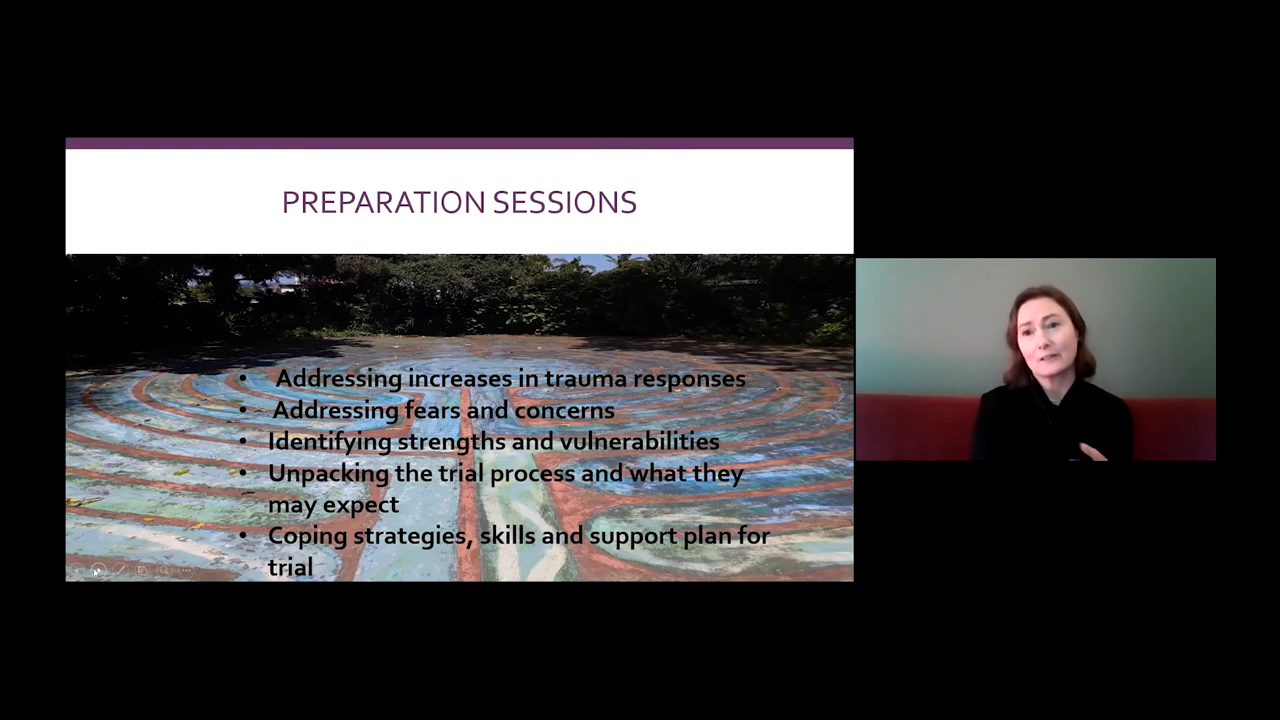 PREPARATION SESSIONS
• Addressing increases in trauma responses
• Addressing fears and concerns
• Identifying strengths and vulnerabilities
• Unpacking the trial process and what they
may expect
• Coping strategies, skills and support plan for
trial